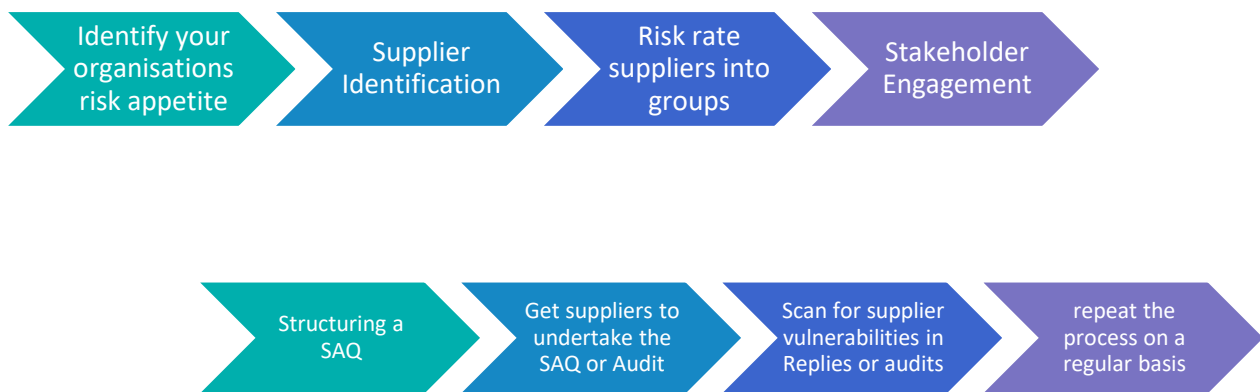 Identify your
organisations
risk appetite
Supplier
Identification
Risk rate
suppliers into
groups
Stakeholder
Engagement
Structuring a
SAQ
Get suppliers to
undertake the
SAQ or Audit
Scan for supplier
vulnerabilities in
Replies or audits
repeat the
process on a
regular basis